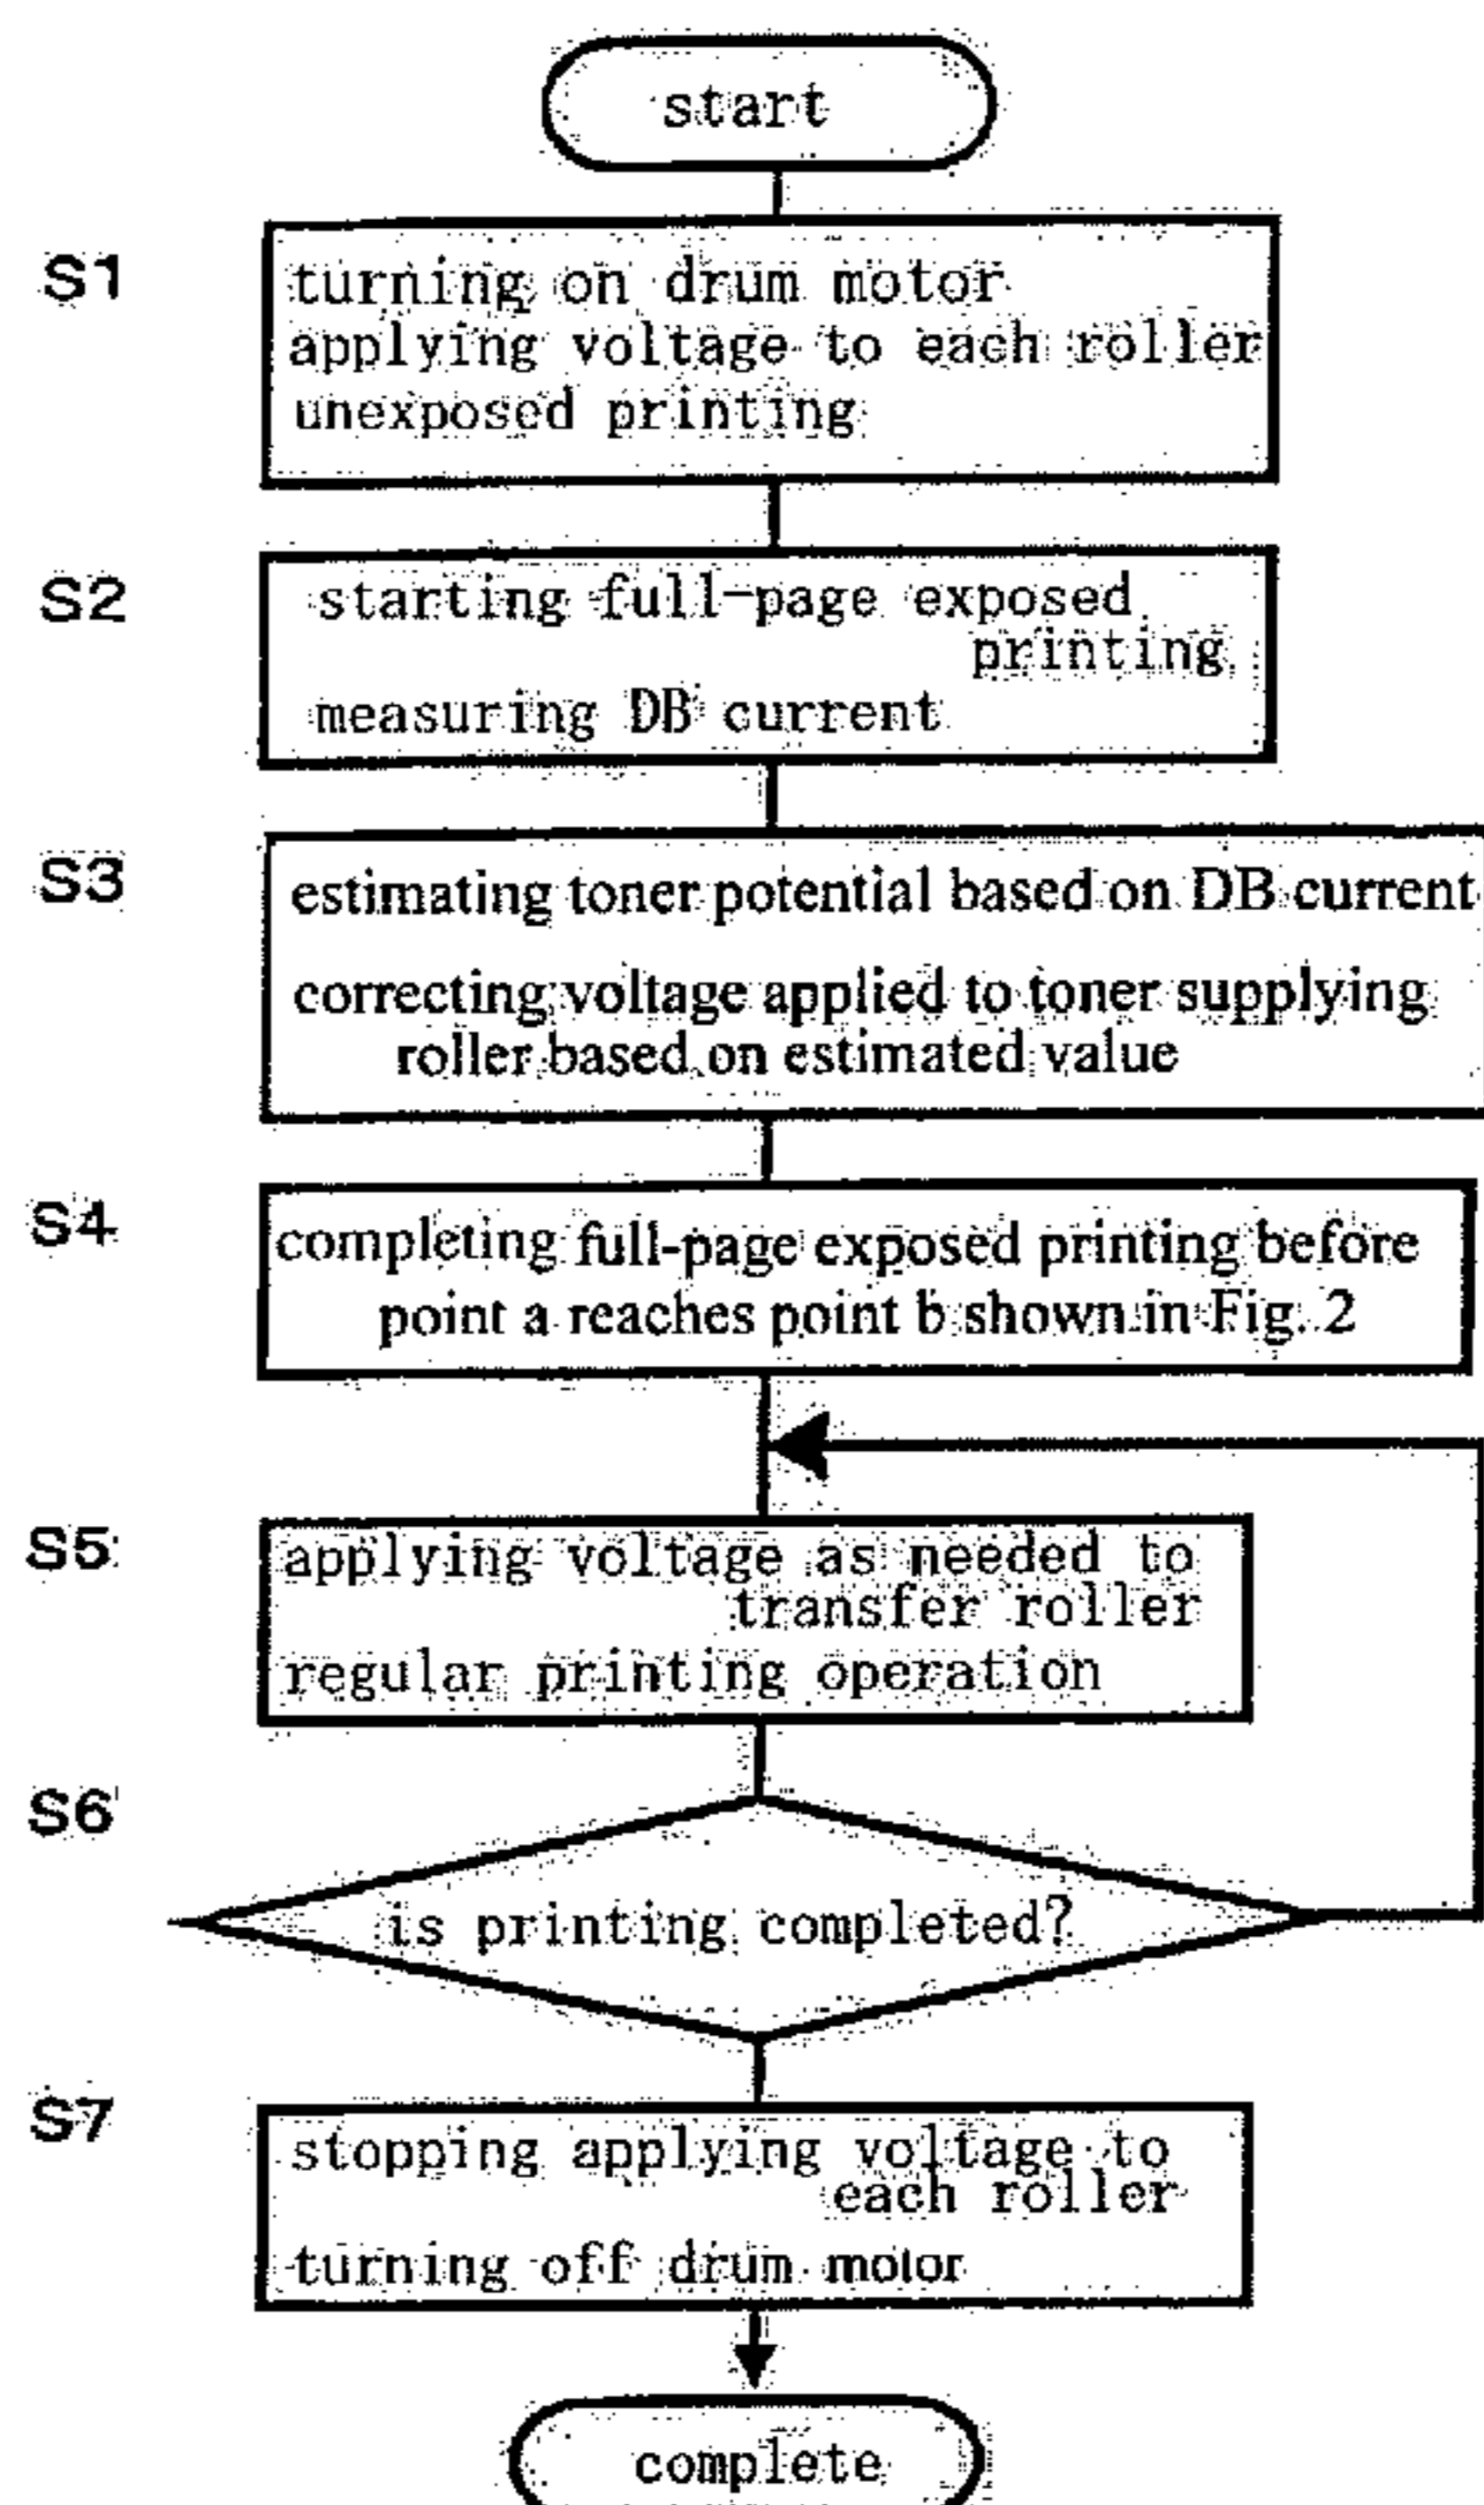 start
S1
turning on drum motor
applying voltage to each roller
unexposed printing
S2
starting full-page exposed
printing
measuring DB current
S3
estimating toner potential based on DB current
correcting voltage applied to toner supplying
roller based on estimated value
S4
completing full-page exposed printing before
point a reaches point b shown in Fig. 2
S5
applying voltage as needed to
transfer roller
regular printing operation
S6
is printing completed?
S7
stopping applying voltage to
each roller
turning off drum motor
complete